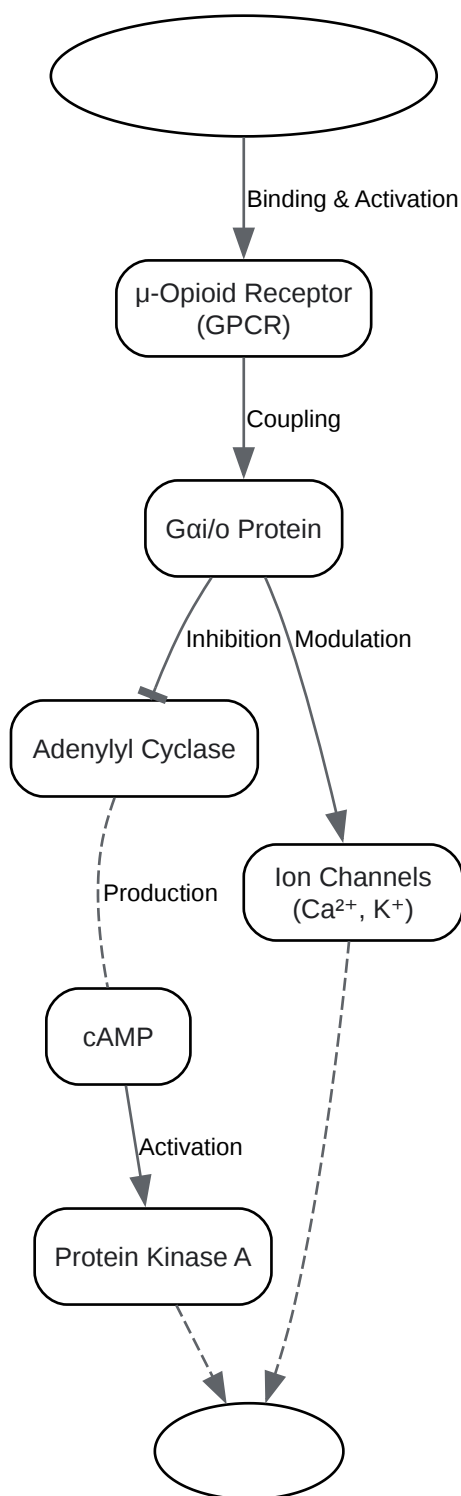 Binding & Activation
μ-Opioid Receptor
(GPCR)
Coupling
Gαi/o Protein
Inhibition
Modulation
Adenylyl Cyclase
Ion Channels
(Ca²⁺, K⁺)
Production
cAMP
Activation
Protein Kinase A